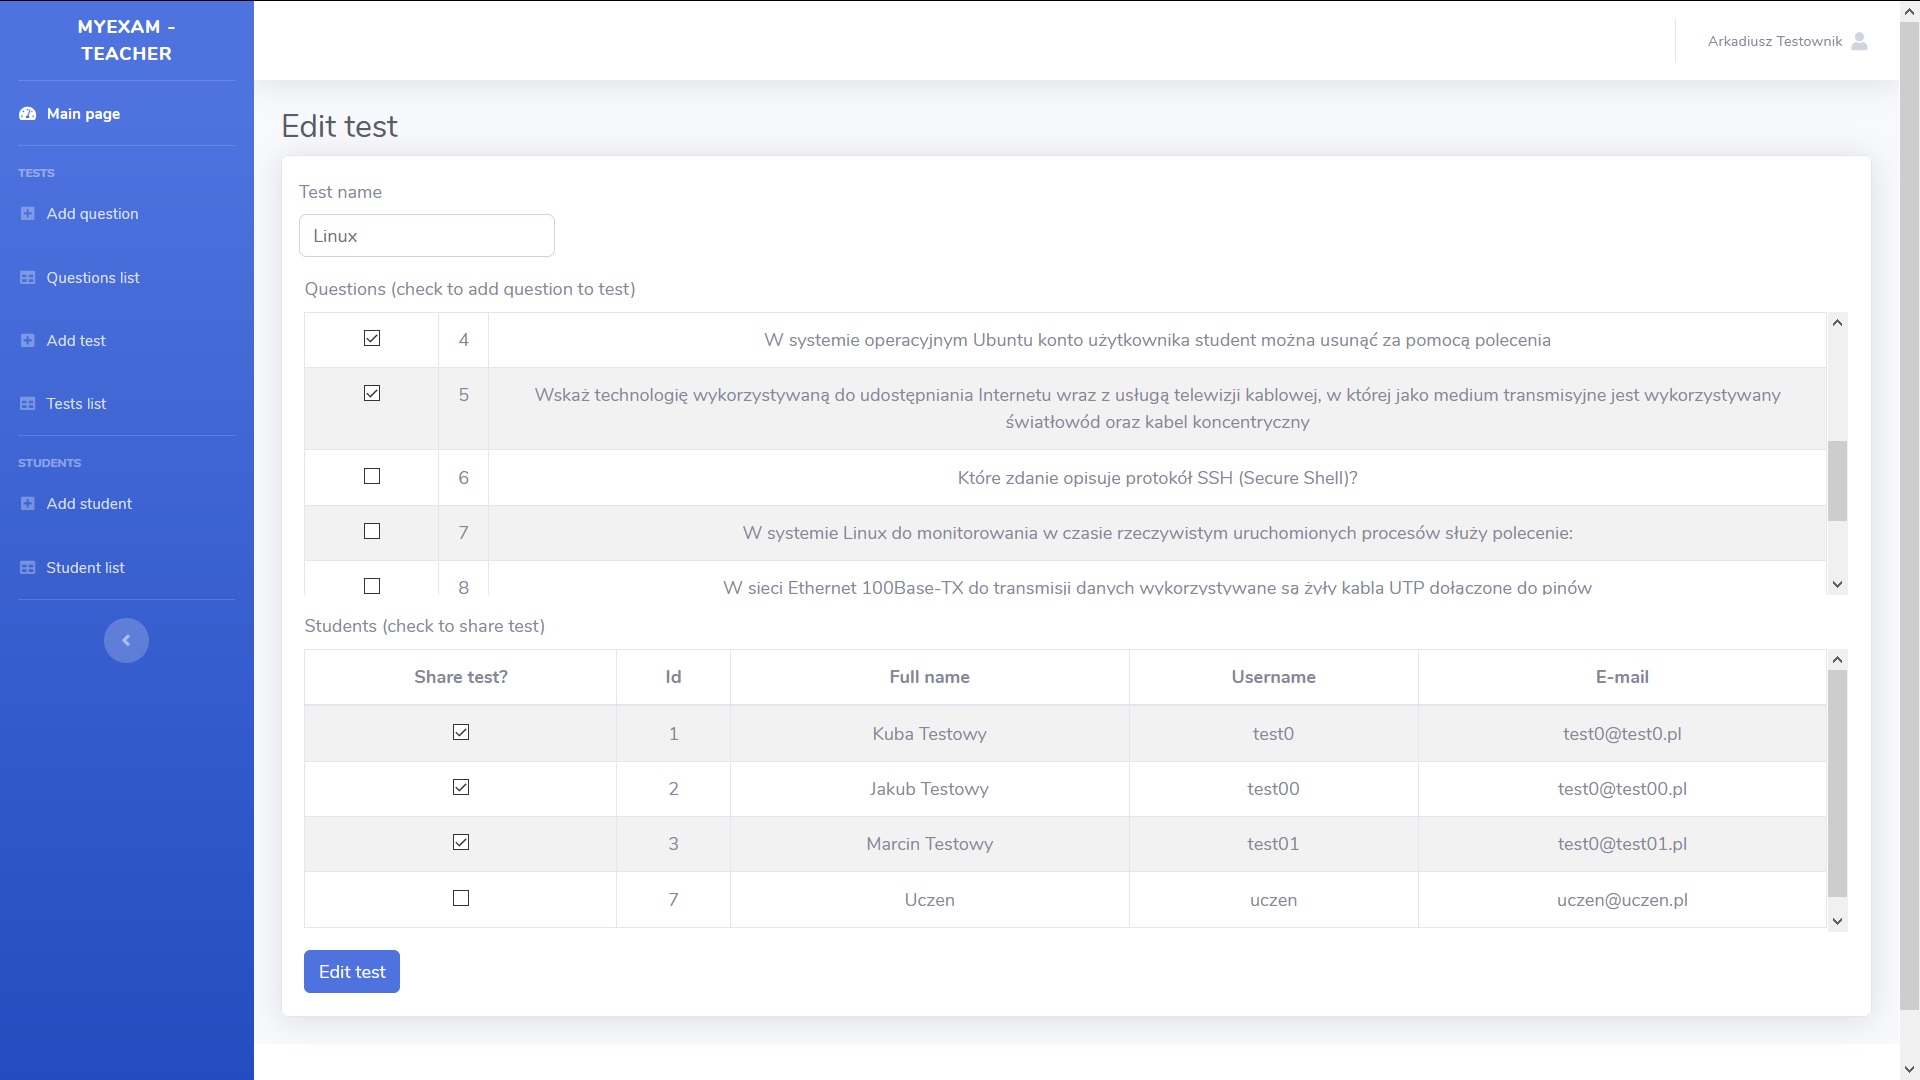 MYEXAM -
TEACHER
Arkadiusz Testownik
Main page
TESTS
Add question
Questions list
Add test
Tests list
STUDENTS
Add student
Student list
Edit test
Test name
Linux
Questions (check to add question to test)
4 W systemie operacyjnym Ubuntu konto użytkownika student można usunąć za pomocą polecenia
5 Wskaż technologię wykorzystywaną do udostępniania Internetu wraz z usługą telewizji kablowej, w której jako medium transmisyjne jest wykorzystywany
światłowód oraz kabel koncentryczny
6 Które zdanie opisuje protokół SSH (Secure Shell)?
7 W systemie Linux do monitorowania w czasie rzeczywistym uruchomionych procesów służy polecenie:
8 W sieci Ethernet 100Base-TX do transmisji danych wykorzystywane są żyły kabla UTP dołączone do pinów
Students (check to share test)
Share test? Id Full name Username E-mail
1 Kuba Testowy test0 test0@test0.pl
2 Jakub Testowy test00 test0@test00.pl
3 Marcin Testowy test01 test0@test01.pl
7 Uczen uczen uczen@uczen.pl
Edit test